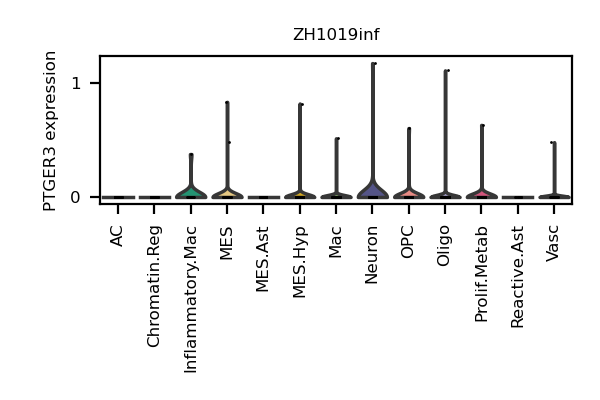 ZH1019inf
PTGER3 expression
1
0
AC
Chromatin.Reg
Inflammatory.Mac
MES
MES.Ast
MES.Hyp
Mac
Neuron
OPC
Oligo
Prolif.Metab
Reactive.Ast
Vasc